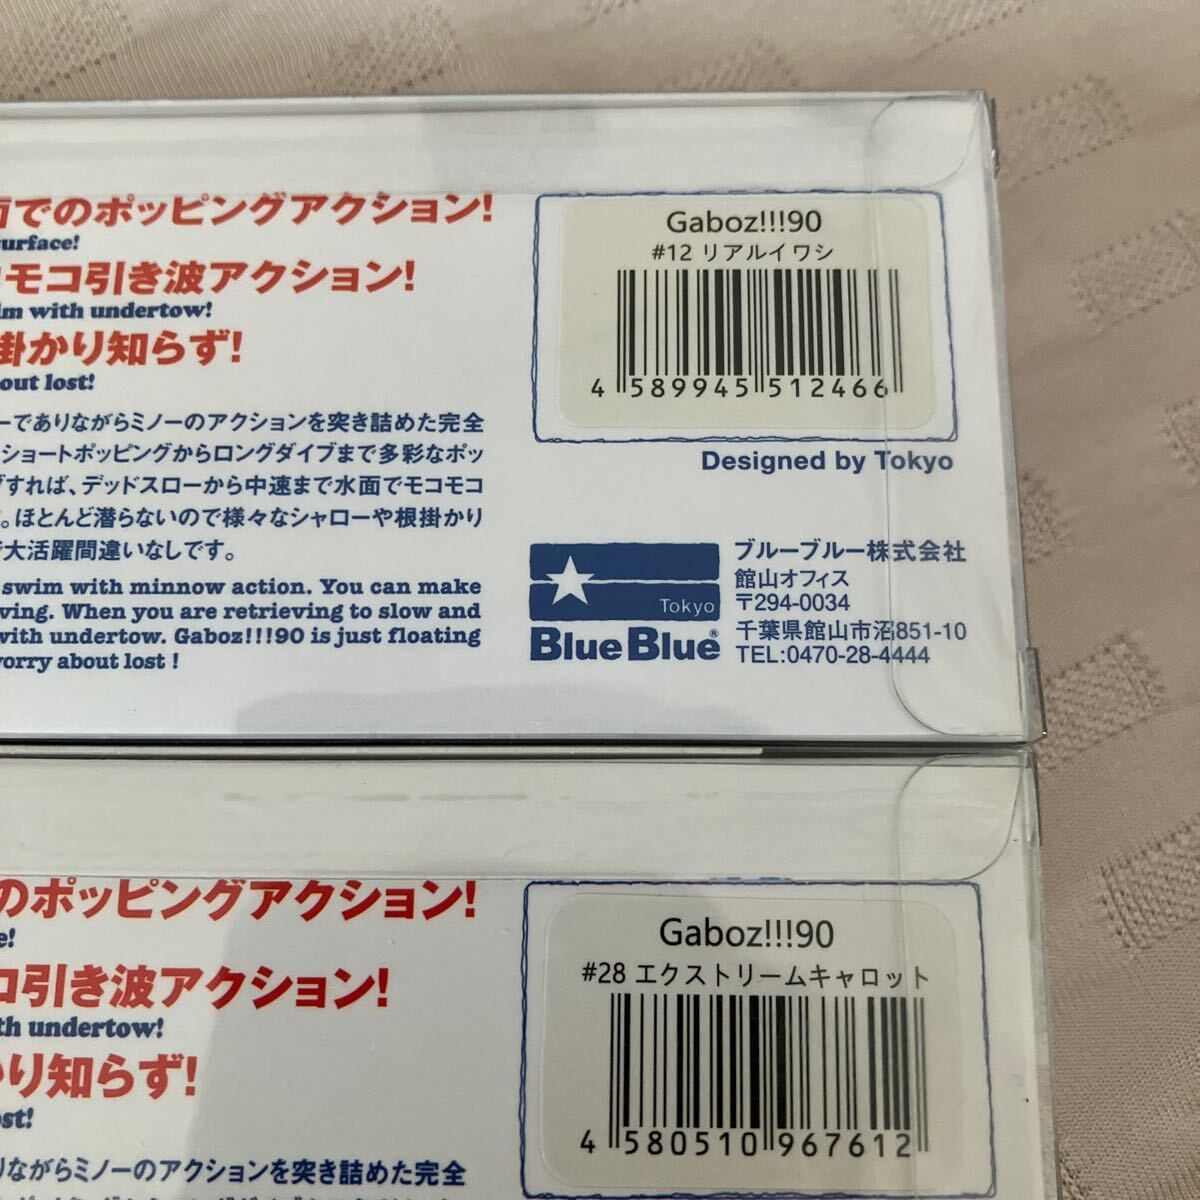 面でのポッピングアクション!
surface!
モコ引き波アクション!
with undertow!
掛かり知らず!
about lost!
ーでありながらミノーのアクションを突き詰めた完全
ショートポッピングからロングダイブまで多彩なポッ
すれば、デッドスローから中速まで水面でモコモコ
。ほとんど潜らないので様々なシャローや根掛かり
大活躍間違いなしです。
swim with minnow action. You can make
ving. When you are retrieving to slow and
with undertow. Gaboz!!!90 is just floating
worry about lost !
Gaboz!!!90
#12 リアルイワシ
4 589945 512466
Designed by Tokyo
Tokyo
BlueBlue®
ブルーブルー株式会社
館山オフィス
〒294-0034
千葉県館山市沼851-10
TEL:0470-28-4444
のポッピングアクション!
e!
コ引き波アクション!
th undertow!
かり知らず!
ost!
りながらミノーのアクションを突き詰めた完全
Gaboz!!!90
#28 エクストリームキャロット
4 580510 967612